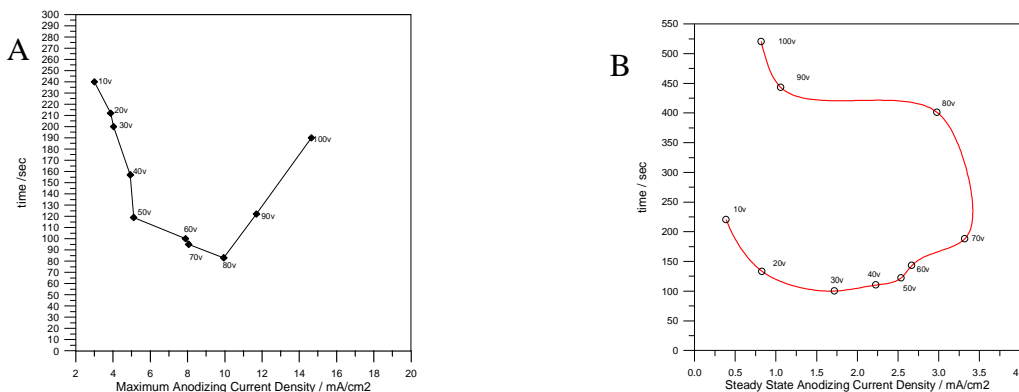 A
300
290
280
270
260
250
240
230
220
210
200
190
180
170
160
150
140
130
120
110
100
90
80
70
60
50
40
30
20
10
0
time /sec
10v
20v
30v
40v
50v
60v
70v
80v
90v
100v
2 4 6 8 10 12 14 16 18 20
Maximum Anodizing Current Density / mA/cm2
B
550
500
450
400
350
300
250
200
150
100
50
0
time / sec
100v
90v
80v
70v
60v
50v
40v
30v
20v
10v
0.0 0.5 1.0 1.5 2.0 2.5 3.0 3.5
Steady State Anodizing Current Density / mA/cm2